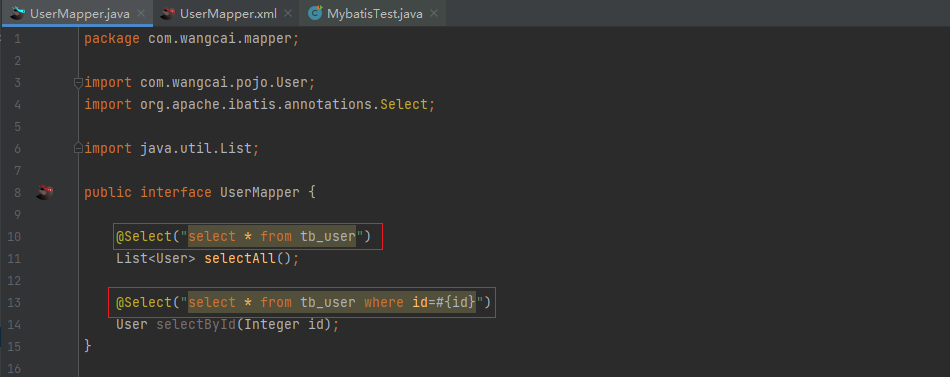 UserMapper.java × UserMapper.xml × MybatisTest.java ×
1 package com.wangcai.mapper;
2
3 import com.wangcai.pojo.User;
4 import org.apache.ibatis.annotations.Select;
5
6 import java.util.List;
7
8 public interface UserMapper {
9
10 @Select("select * from tb_user")
11 List<User> selectAll();
12
13 @Select("select * from tb_user where id=#{id}")
14 User selectById(Integer id);
15 }
16